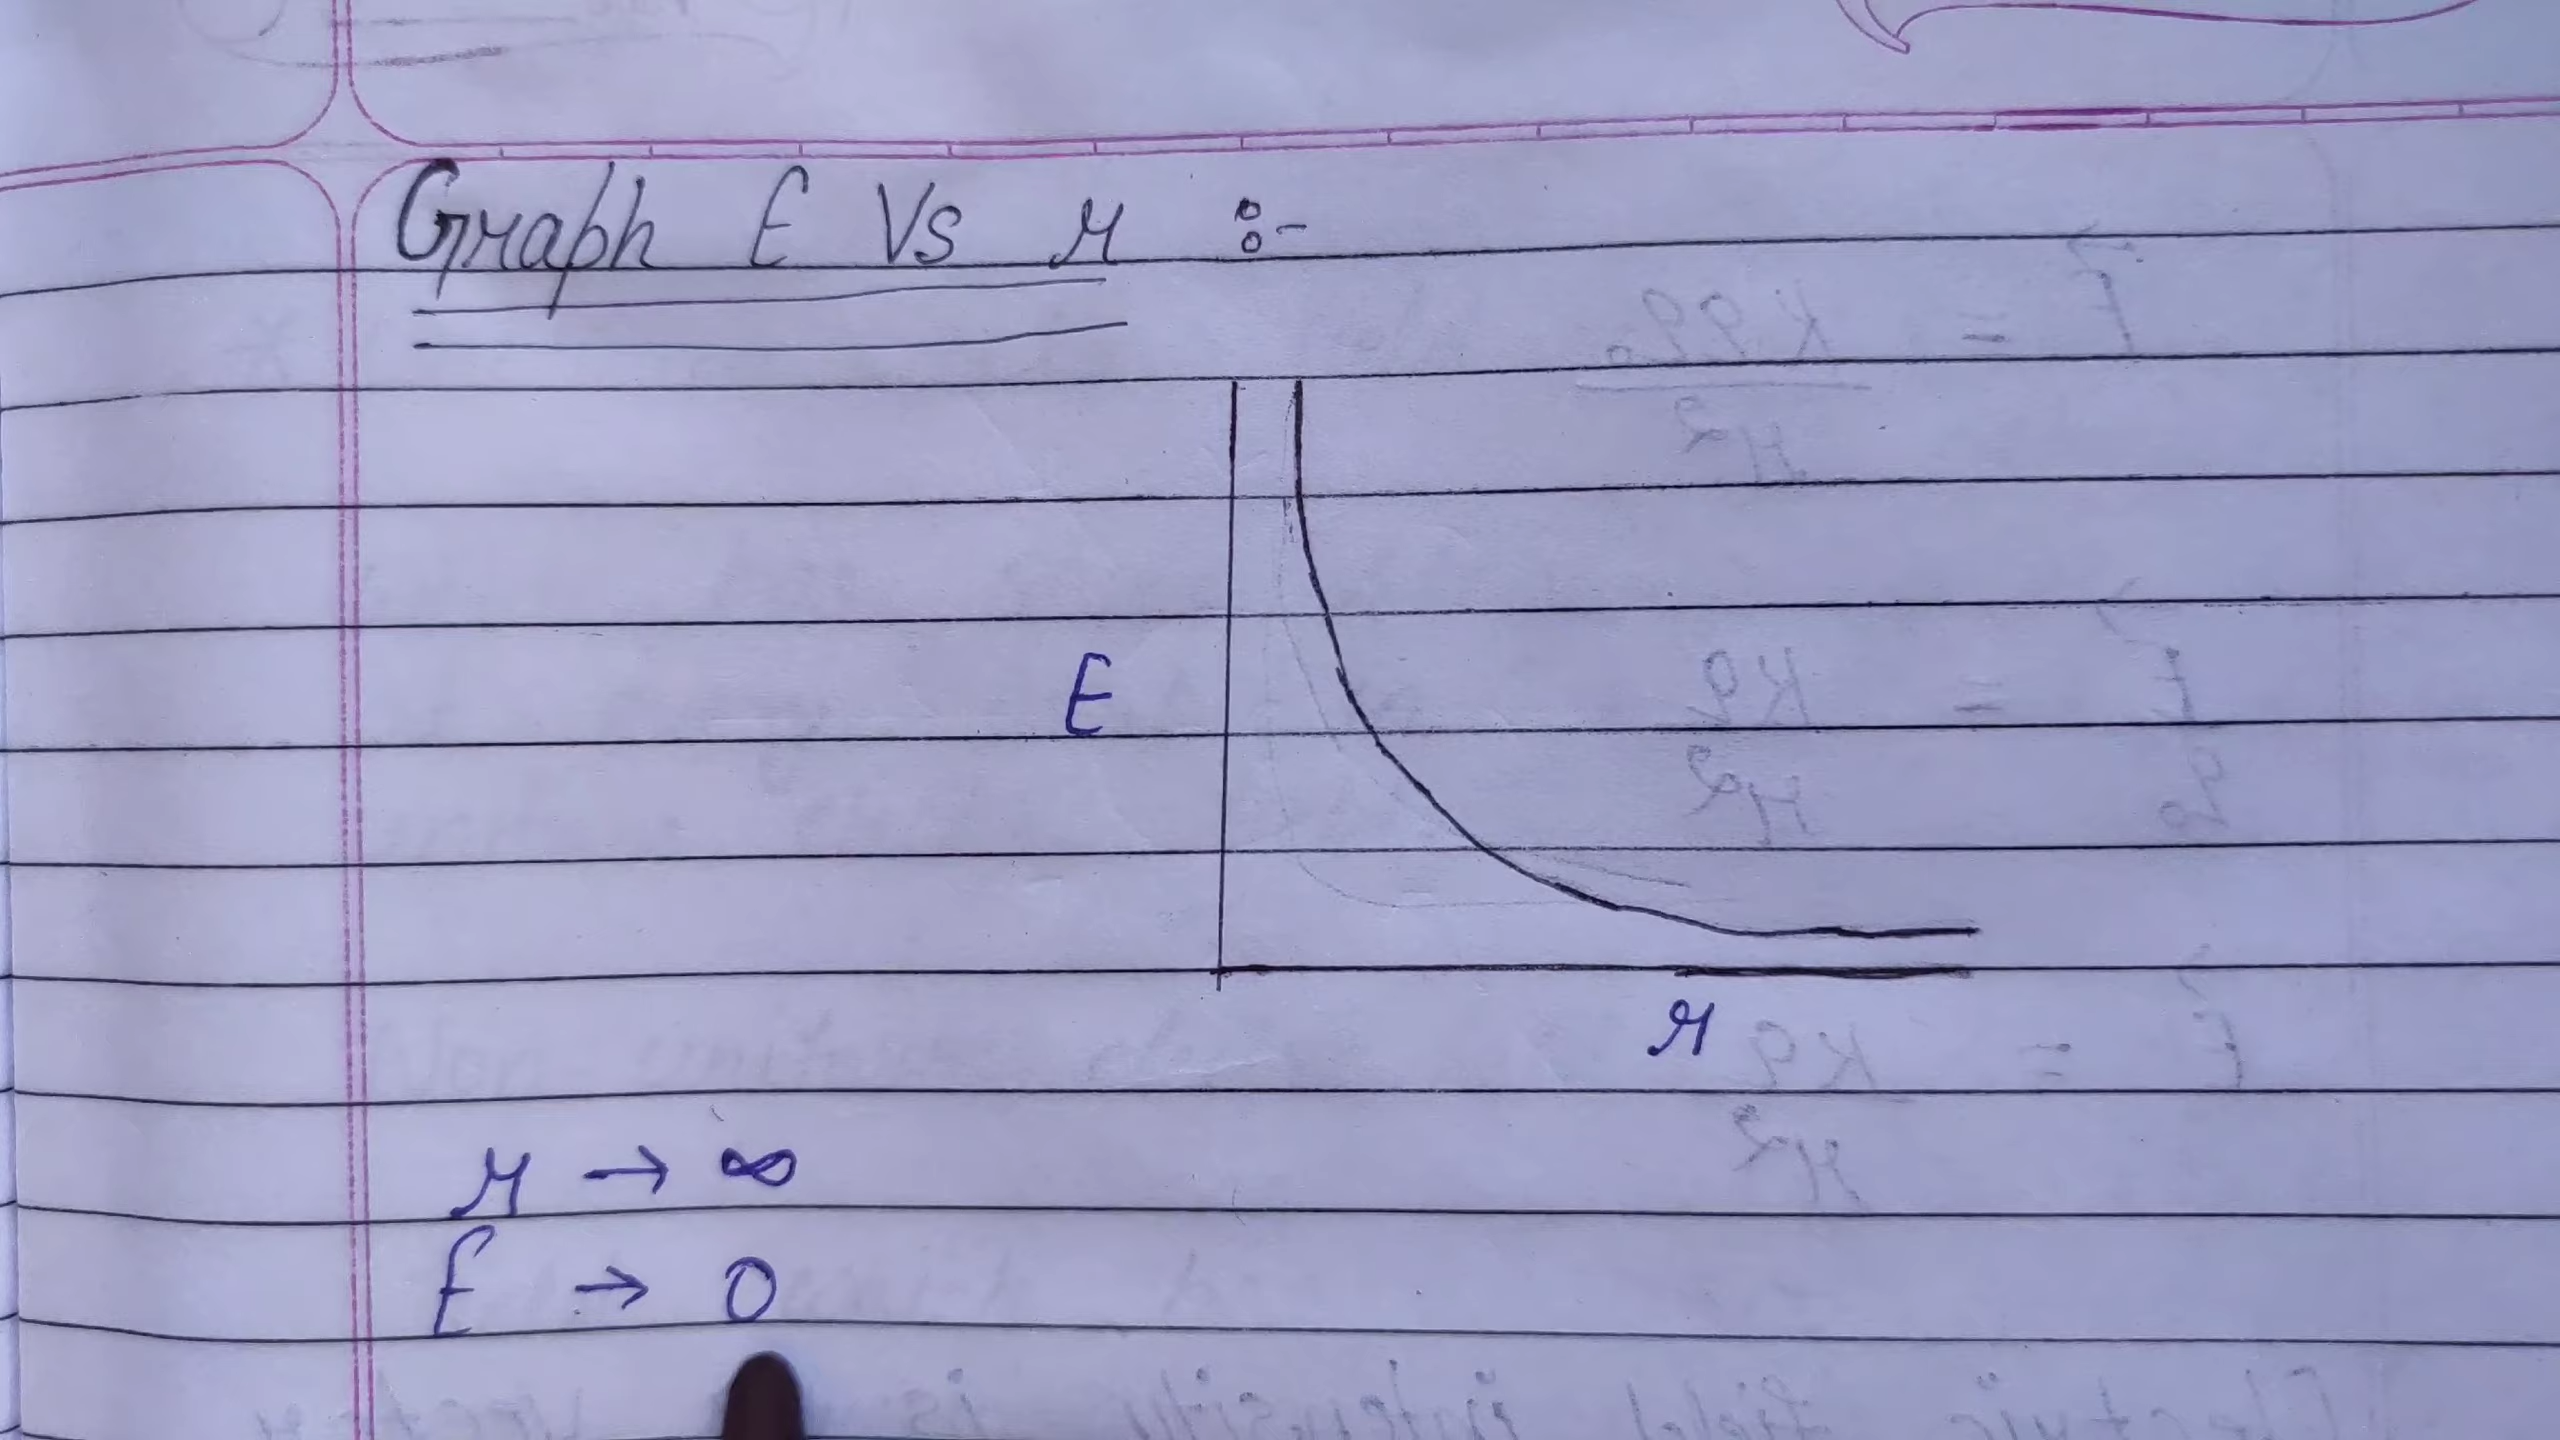 Graph E Vs r :-
E
r
r → ∞
E → 0